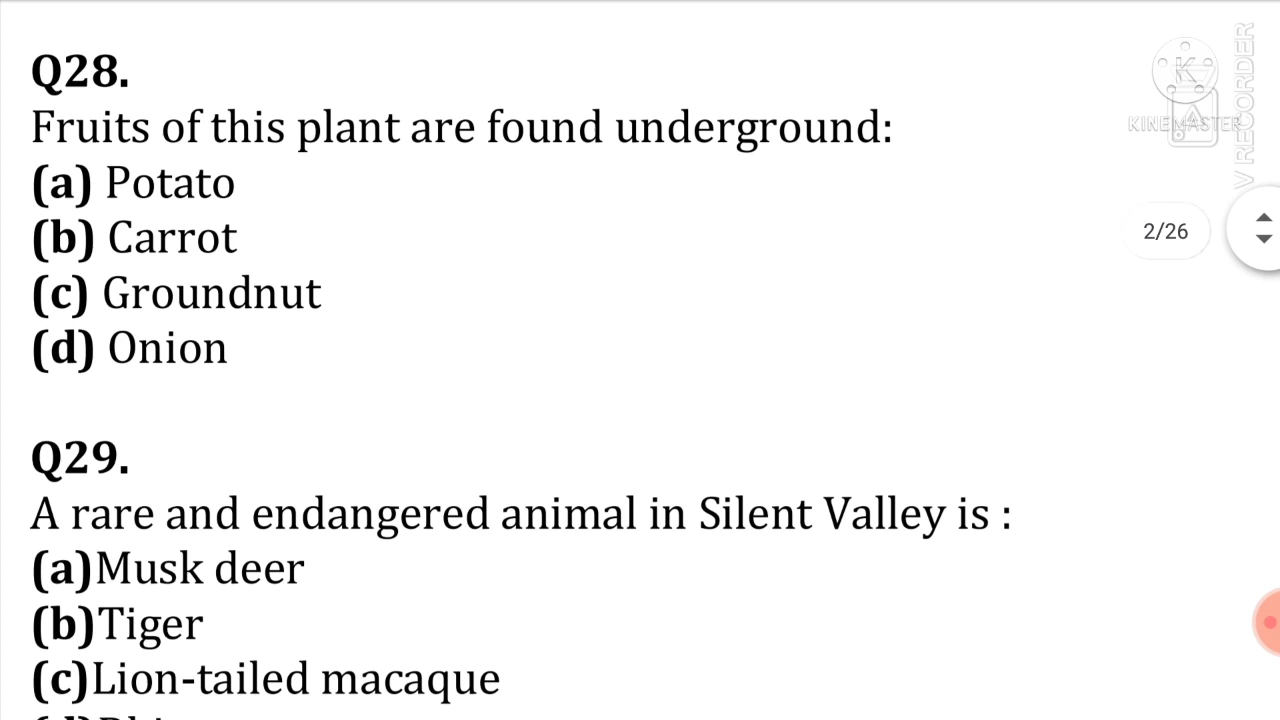 Q28.
Fruits of this plant are found underground:
(a) Potato
(b) Carrot
(c) Groundnut
(d) Onion
Q29.
A rare and endangered animal in Silent Valley is :
(a)Musk deer
(b)Tiger
(c)Lion-tailed macaque
KINEMASTER
V RECORDER
2/26